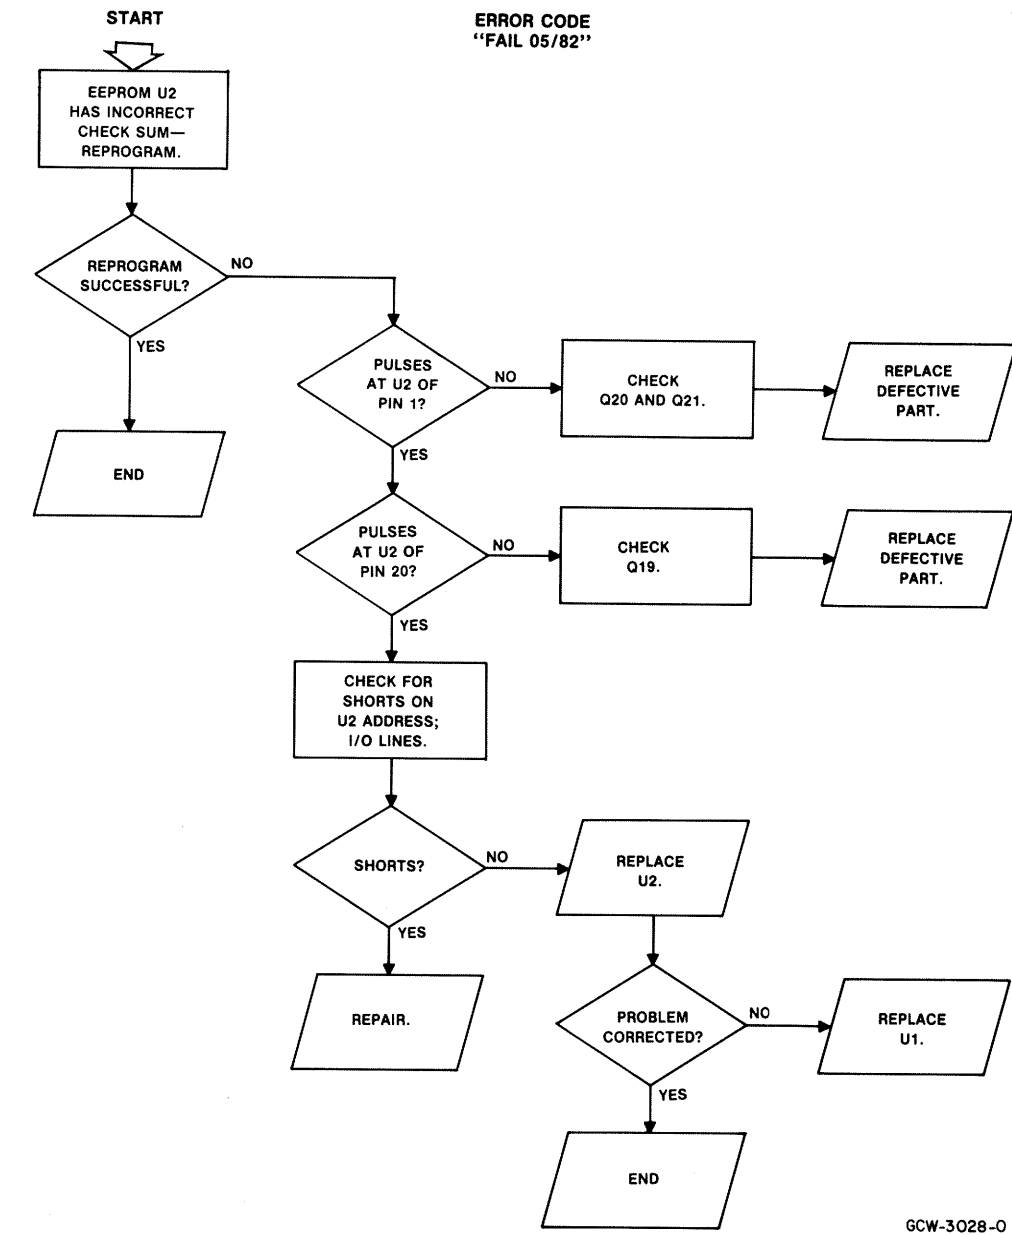 START
ERROR CODE
“FAIL 05/82”
EEPROM U2
HAS INCORRECT
CHECK SUM—
REPROGRAM.
REPROGRAM
SUCCESSFUL?
NO
YES
END
PULSES
AT U2 OF
PIN 1?
NO
CHECK
Q20 AND Q21.
REPLACE
DEFECTIVE
PART.
YES
PULSES
AT U2 OF
PIN 20?
NO
CHECK
Q19.
REPLACE
DEFECTIVE
PART.
YES
CHECK FOR
SHORTS ON
U2 ADDRESS;
I/O LINES.
SHORTS?
NO
REPLACE
U2.
YES
REPAIR.
PROBLEM
CORRECTED?
NO
REPLACE
U1.
YES
END
GCW-3028-O